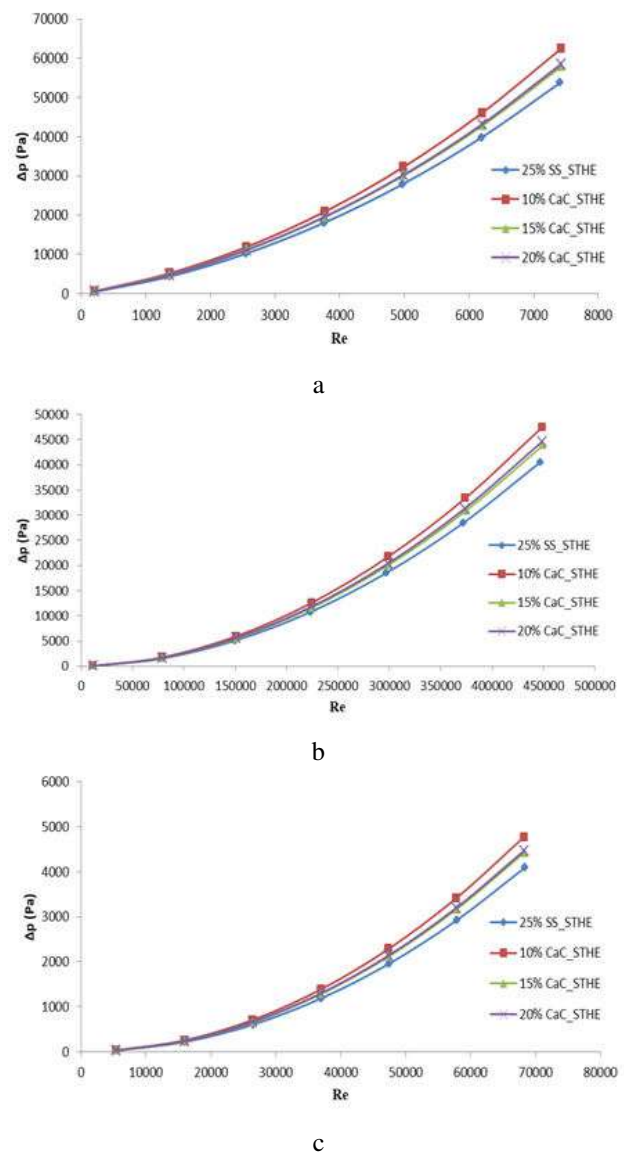 70000
60000
50000
40000
30000
20000
10000
0
Δp (Pa)
25% SS_STHE
10% CaC_STHE
15% CaC_STHE
20% CaC_STHE
0 1000 2000 3000 4000 5000 6000 7000 8000
Re
a
50000
45000
40000
35000
30000
25000
20000
15000
10000
5000
0
Δp (Pa)
25% SS_STHE
10% CaC_STHE
15% CaC_STHE
20% CaC_STHE
0 50000 100000 150000 200000 250000 300000 350000 400000 450000 500000
Re
b
6000
5000
4000
3000
2000
1000
0
Δp (Pa)
25% SS_STHE
10% CaC_STHE
15% CaC_STHE
20% CaC_STHE
0 10000 20000 30000 40000 50000 60000 70000 80000
Re
c